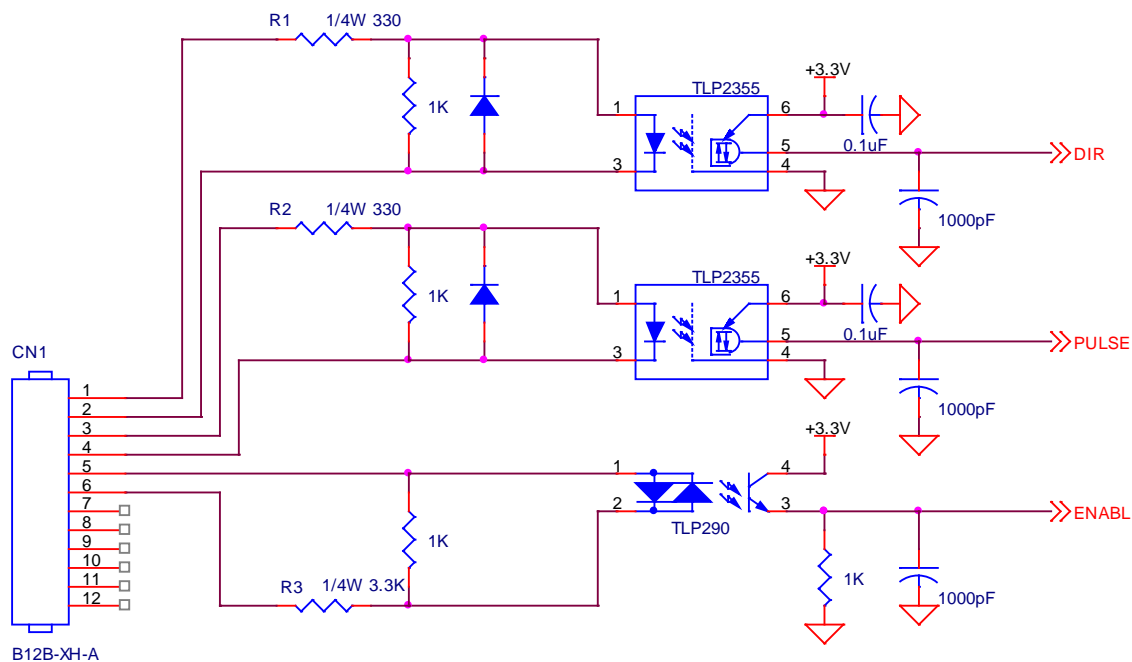 R1 1/4W 330
1K
TLP2355
1
3
6
5
4
+3.3V
0.1uF
DIR
1000pF
R2 1/4W 330
1K
TLP2355
1
3
6
5
4
+3.3V
0.1uF
PULSE
1000pF
CN1
1
2
3
4
5
6
7
8
9
10
11
12
B12B-XH-A
1K
R3 1/4W 3.3K
1
2
TLP290
4
3
+3.3V
ENABL
1K
1000pF